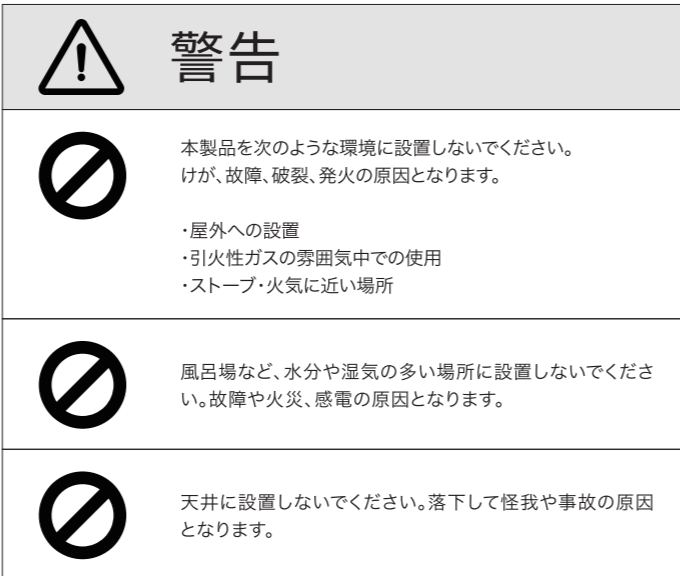 警告
本製品を次のような環境に設置しないでください。
けが、故障、破裂、発火の原因となります。
・屋外への設置
・引火性ガスの雰囲気中での使用
・ストーブ・火気に近い場所
風呂場など、水分や湿気の多い場所に設置しないでくださ
い。故障や火災、感電の原因となります。
天井に設置しないでください。落下して怪我や事故の原因
となります。